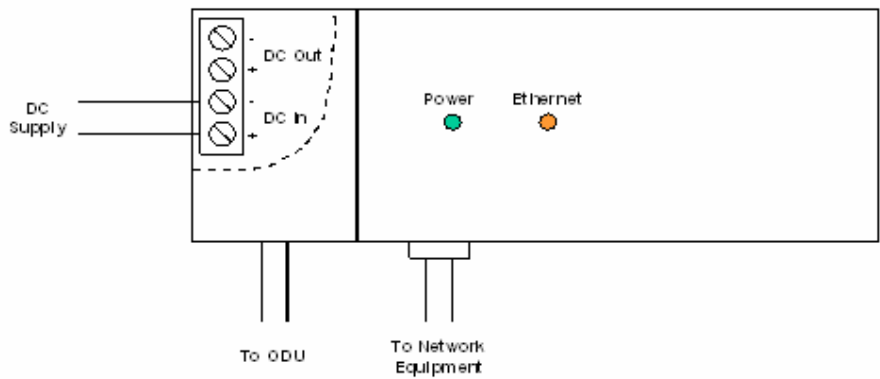 -
DC Out
+
DC
Supply
-
DC In
+
Power
Ethernet
To ODU
To Network
Equipment